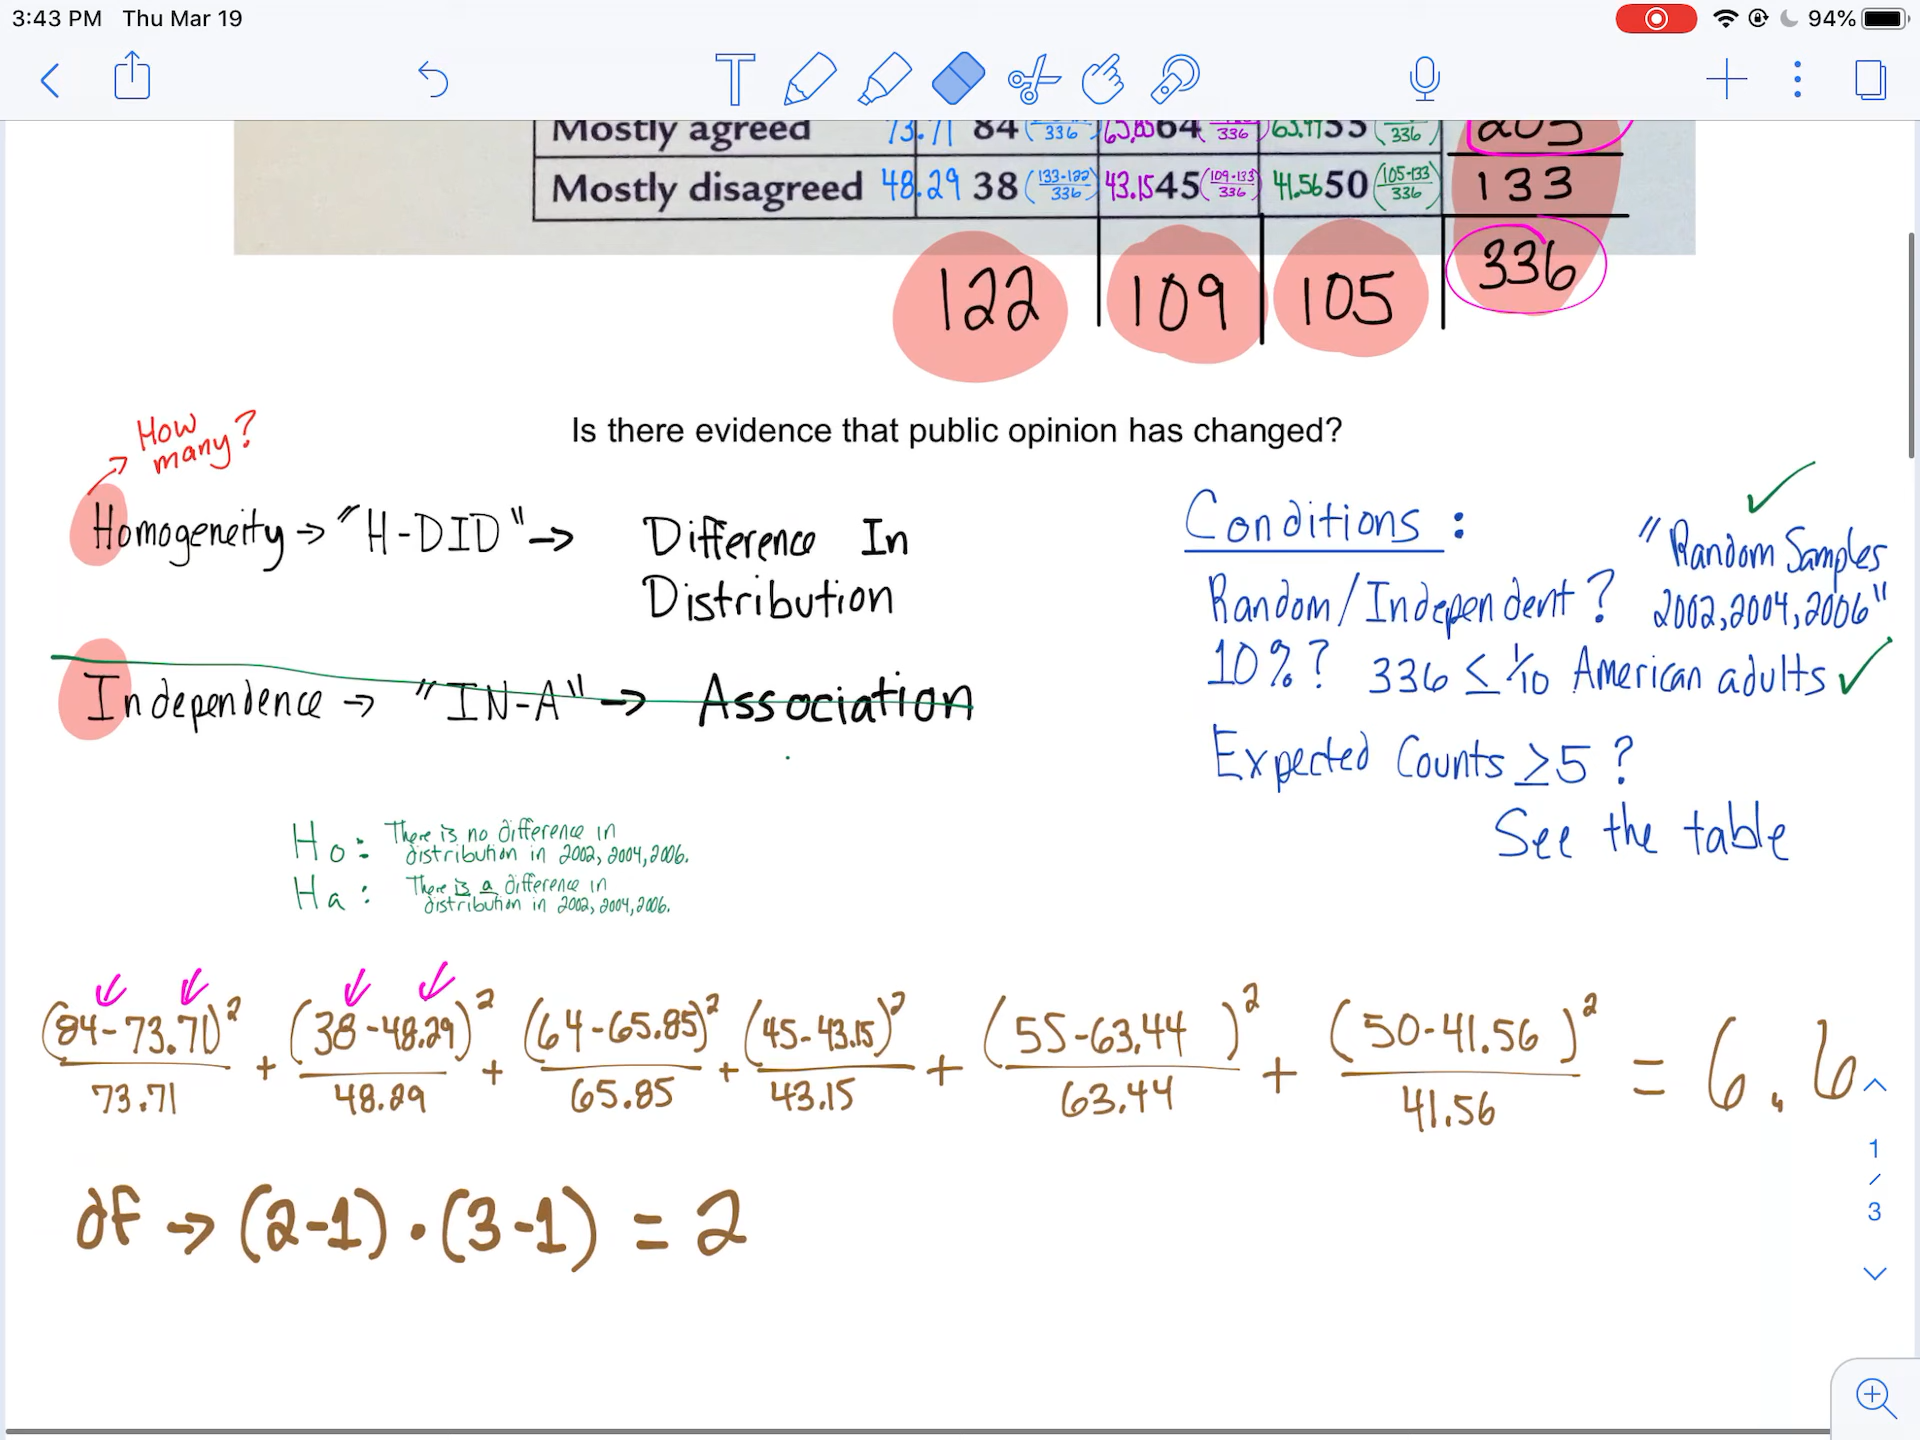 3:43 PM Thu Mar 19 94%
T
Mostly agreed 73.71 84 336 65.85 64 336 63.44 55 336 203
Mostly disagreed 48.29 38 (133-122 / 336) 43.15 45 (109-133 / 336) 41.56 50 (105-133 / 336) 133
122 109 105 336
Is there evidence that public opinion has changed?
How many?
Homogeneity → "H-DID" → Difference In
Distribution
Independence → "IN-A" → Association
Conditions :
Random/Independent? "Random Samples
2002, 2004, 2006"
10%? 336 ≤ 1/10 American adults ✓
Expected Counts ≥5 ?
See the table
Ho: There is no difference in
distribution in 2002, 2004, 2006.
Ha: There is a difference in
distribution in 2002, 2004, 2006.
(84-73.71)²/73.71 + (38-48.29)²/48.29 + (64-65.85)²/65.85 + (45-43.15)²/43.15 + (55-63.44)²/63.44 + (50-41.56)²/41.56 = 6.6
df → (2-1) · (3-1) = 2
1
/
3